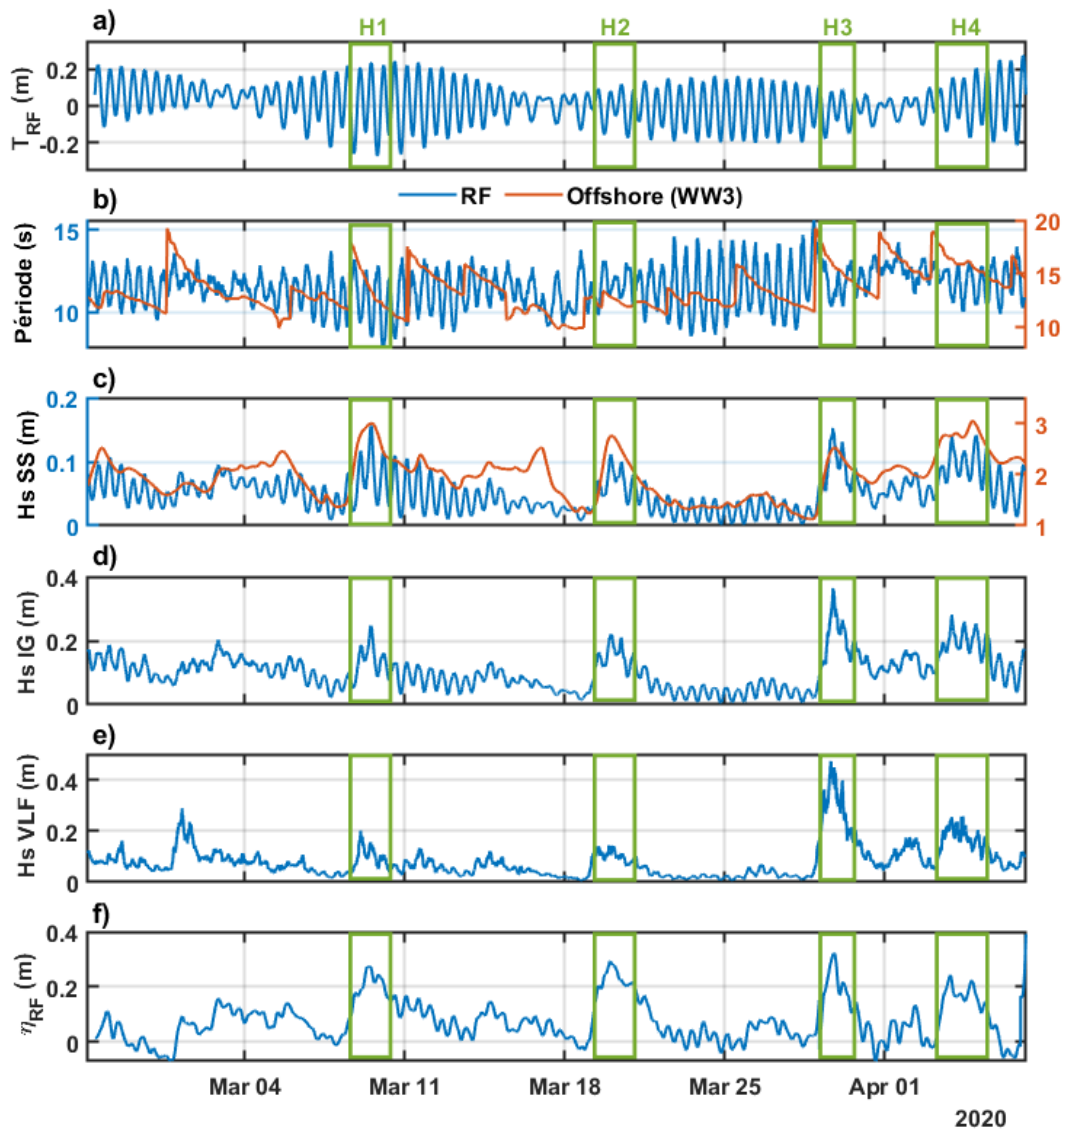 a)
H1 H2 H3 H4
T_RF (m)
0.2
0
-0.2
b)
RF Offshore (WW3)
Période (s)
15
10
20
15
10
c)
Hs SS (m)
0.2
0.1
0
3
2
1
d)
Hs IG (m)
0.4
0.2
0
e)
Hs VLF (m)
0.4
0.2
0
f)
η_RF (m)
0.4
0.2
0
Mar 04 Mar 11 Mar 18 Mar 25 Apr 01
2020